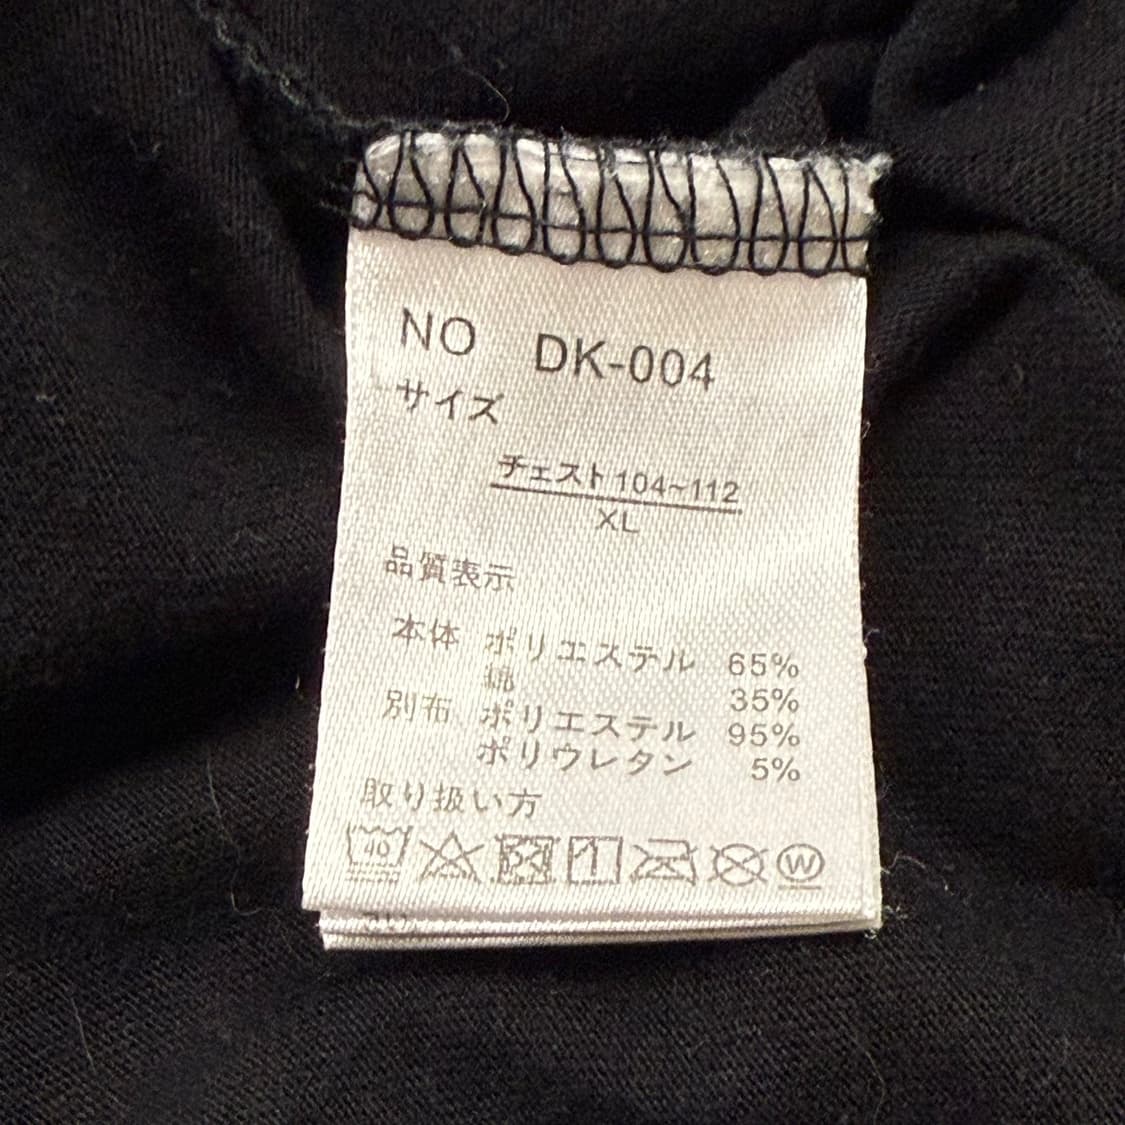 NO DK-004
サイズ
チェスト104~112
XL
品質表示
本体 ポリエステル 65%
綿 35%
別布 ポリエステル 95%
ポリウレタン 5%
取り扱い方
40
W